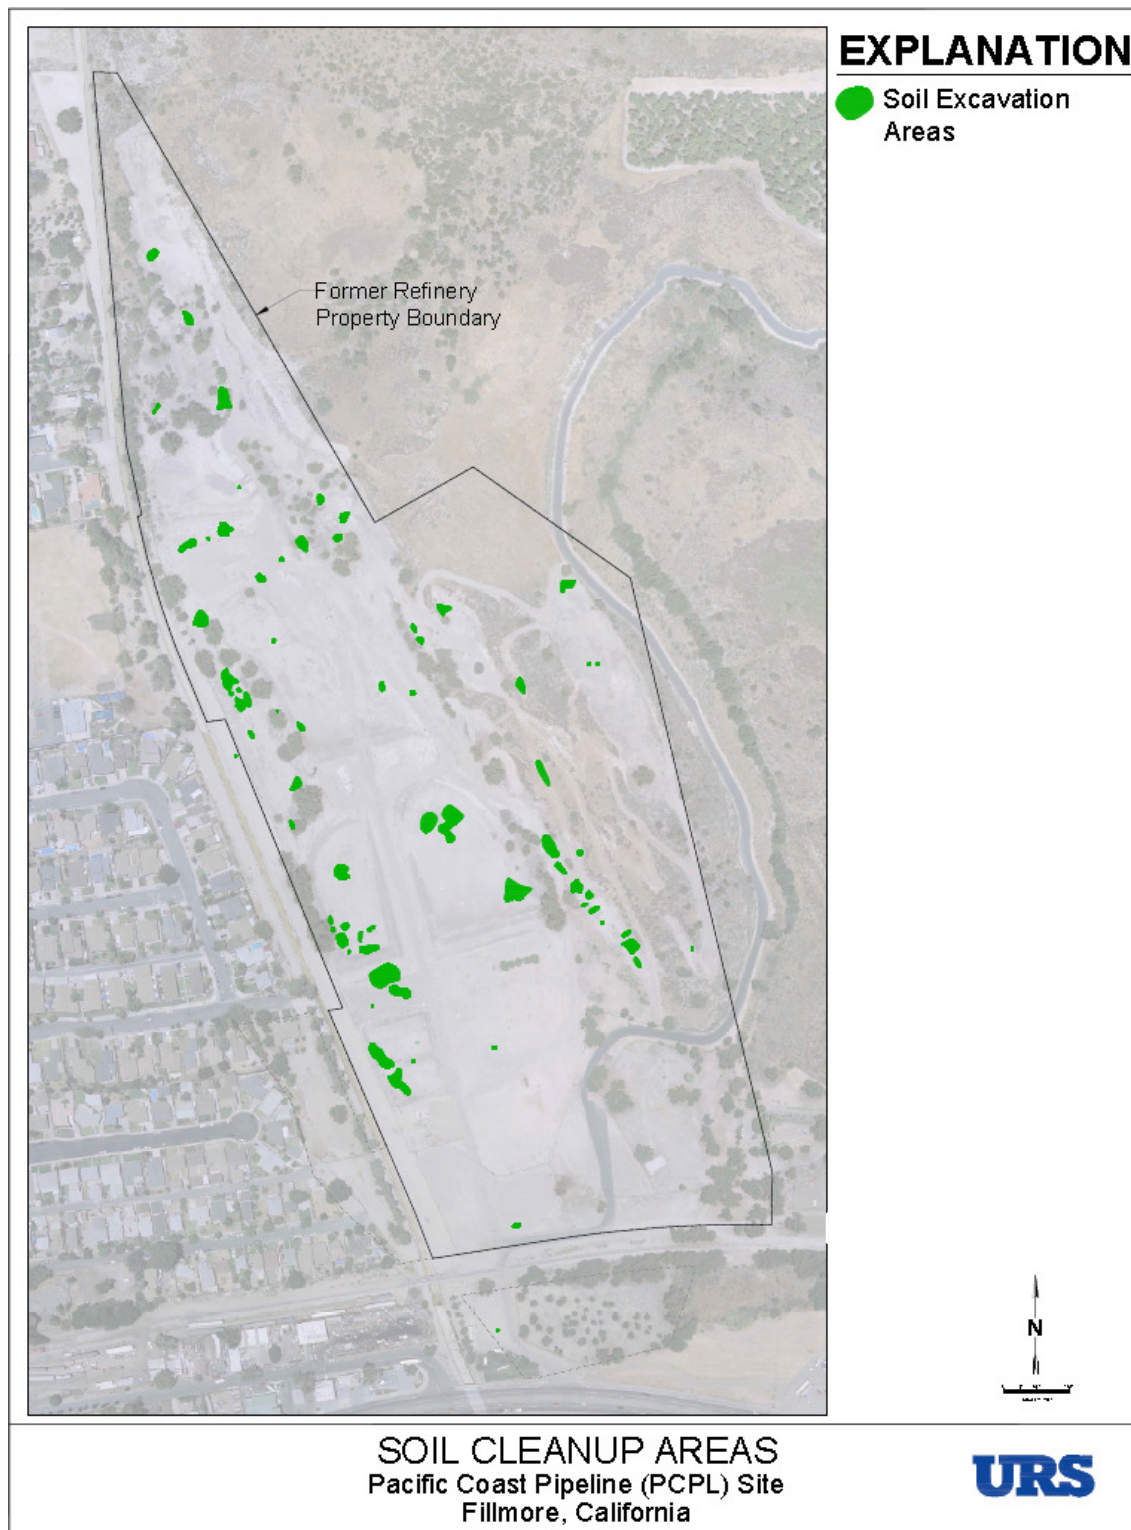 EXPLANATION
Soil Excavation
Areas
Former Refinery
Property Boundary
N
SOIL CLEANUP AREAS
Pacific Coast Pipeline (PCPL) Site
Fillmore, California
URS